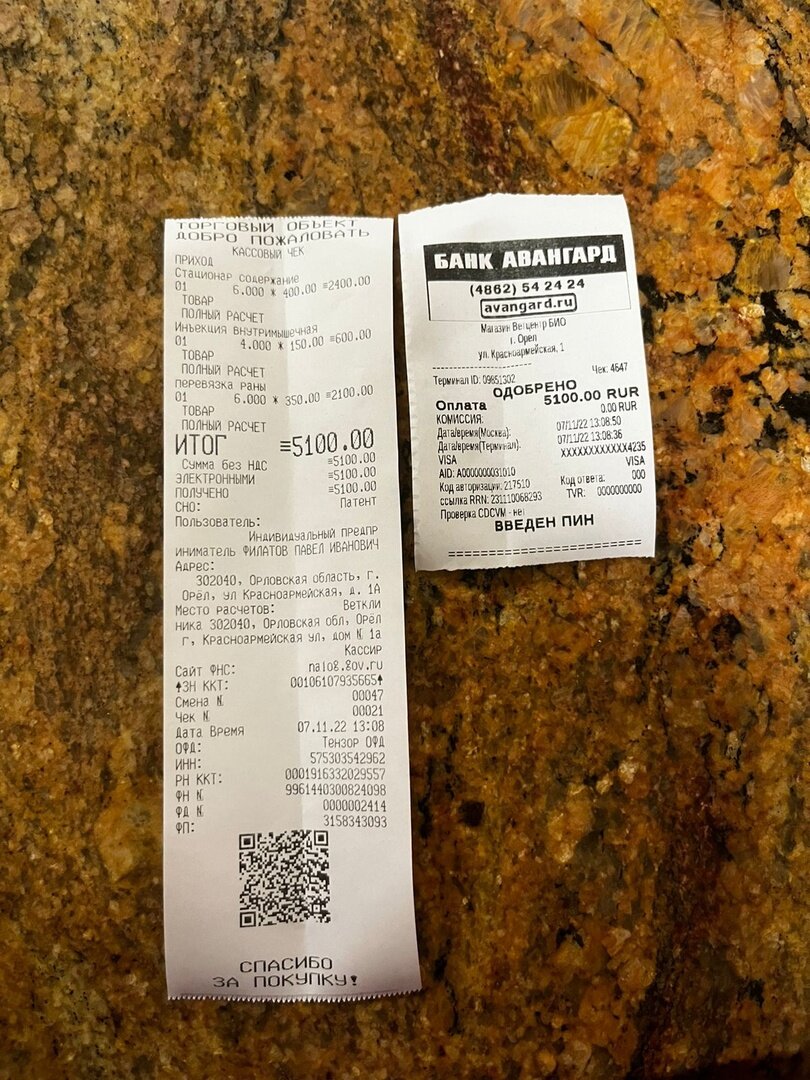 ТОРГОВЫЙ ОБЪЕКТ
ДОБРО ПОЖАЛОВАТЬ
КАССОВЫЙ ЧЕК
ПРИХОД
Стационар содержание
01 6.000 * 400.00 =2400.00
ТОВАР
ПОЛНЫЙ РАСЧЕТ
Инъекция внутримышечная
01 4.000 * 150.00 =600.00
ТОВАР
ПОЛНЫЙ РАСЧЕТ
перевязка раны
01 6.000 * 350.00 =2100.00
ТОВАР
ПОЛНЫЙ РАСЧЕТ
ИТОГ =5100.00
Сумма без НДС =5100.00
ЭЛЕКТРОННЫМИ =5100.00
ПОЛУЧЕНО =5100.00
СНО: Патент
Пользователь:
Индивидуальный предпр
иниматель ФИЛАТОВ ПАВЕЛ ИВАНОВИЧ
Адрес:
302040, Орловская область, г.
Орёл, ул Красноармейская, д. 1А
Место расчетов: Веткли
ника 302040, Орловская обл, Орёл
г, Красноармейская ул, дом № 1а
Кассир
Сайт ФНС: nalog.gov.ru
ЗН ККТ: 00106107935665
Смена № 00047
Чек № 00021
Дата Время 07.11.22 13:08
ОФД: Тензор ОФД
ИНН: 575303542962
РН ККТ: 0001916332029557
ФН № 9961440300824098
ФД № 0000002414
ФП: 3158343093
СПАСИБО
ЗА ПОКУПКУ!
БАНК АВАНГАРД
(4862) 54 24 24
avangard.ru
Магазин Ветцентр БИО
г. Орел
ул. Красноармейская, 1
Чек: 4647
Терминал ID: 09851302
ОДОБРЕНО
Оплата 5100.00 RUR
КОМИССИЯ: 0.00 RUR
Дата/время(Москва): 07/11/22 13:08:50
Дата/время(Терминал): 07/11/22 13:08:36
XXXXXXXXXXXX4235
VISA VISA
AID: A0000000031010
Код авторизации: 217510 Код ответа: 000
ссылка RRN: 231110068293 TVR: 0000000000
Проверка CDCVM - нет
ВВЕДЕН ПИН
==============================